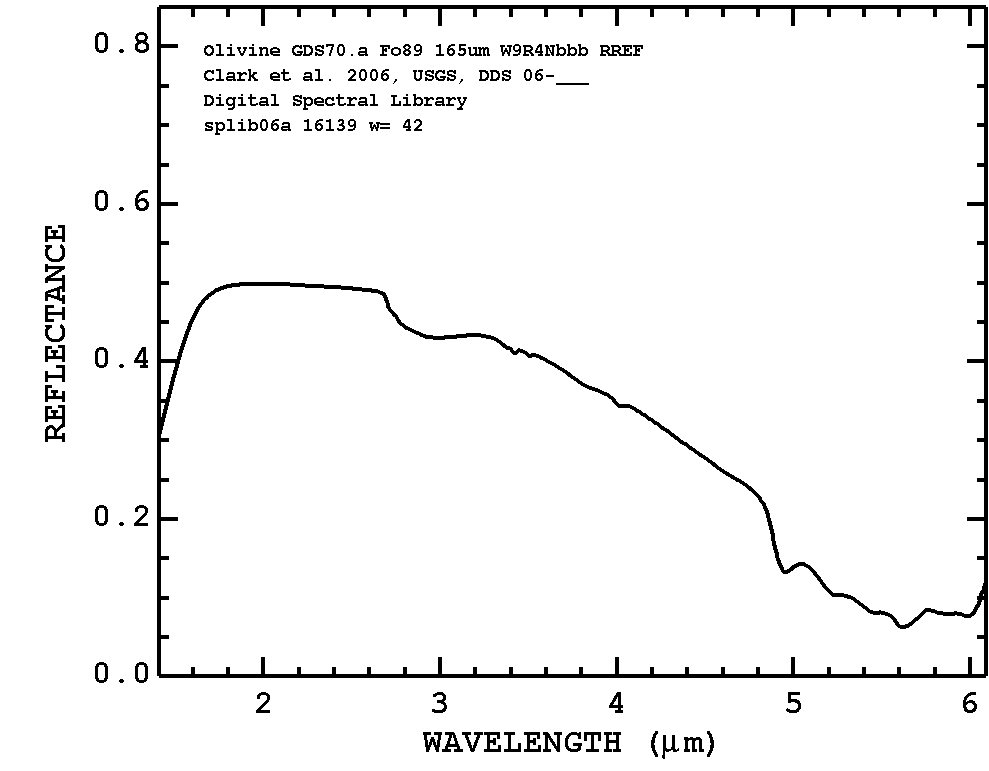 Olivine GDS70.a Fo89 165um W9R4Nbbb RREF
Clark et al. 2006, USGS, DDS 06-___
Digital Spectral Library
splib06a 16139 w= 42
0.8
0.6
0.4
0.2
0.0
REFLECTANCE
2 3 4 5 6
WAVELENGTH (μm)